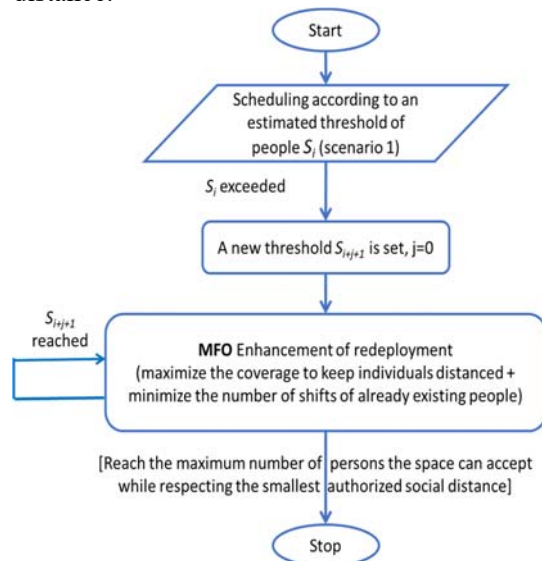 Start
Scheduling according to an
estimated threshold of
people Si (scenario 1)
Si exceeded
A new threshold Si+j+1 is set, j=0
Si+j+1
reached
MFO Enhancement of redeployment
(maximize the coverage to keep individuals distanced +
minimize the number of shifts of already existing people)
[Reach the maximum number of persons the space can accept
while respecting the smallest authorized social distance]
Stop